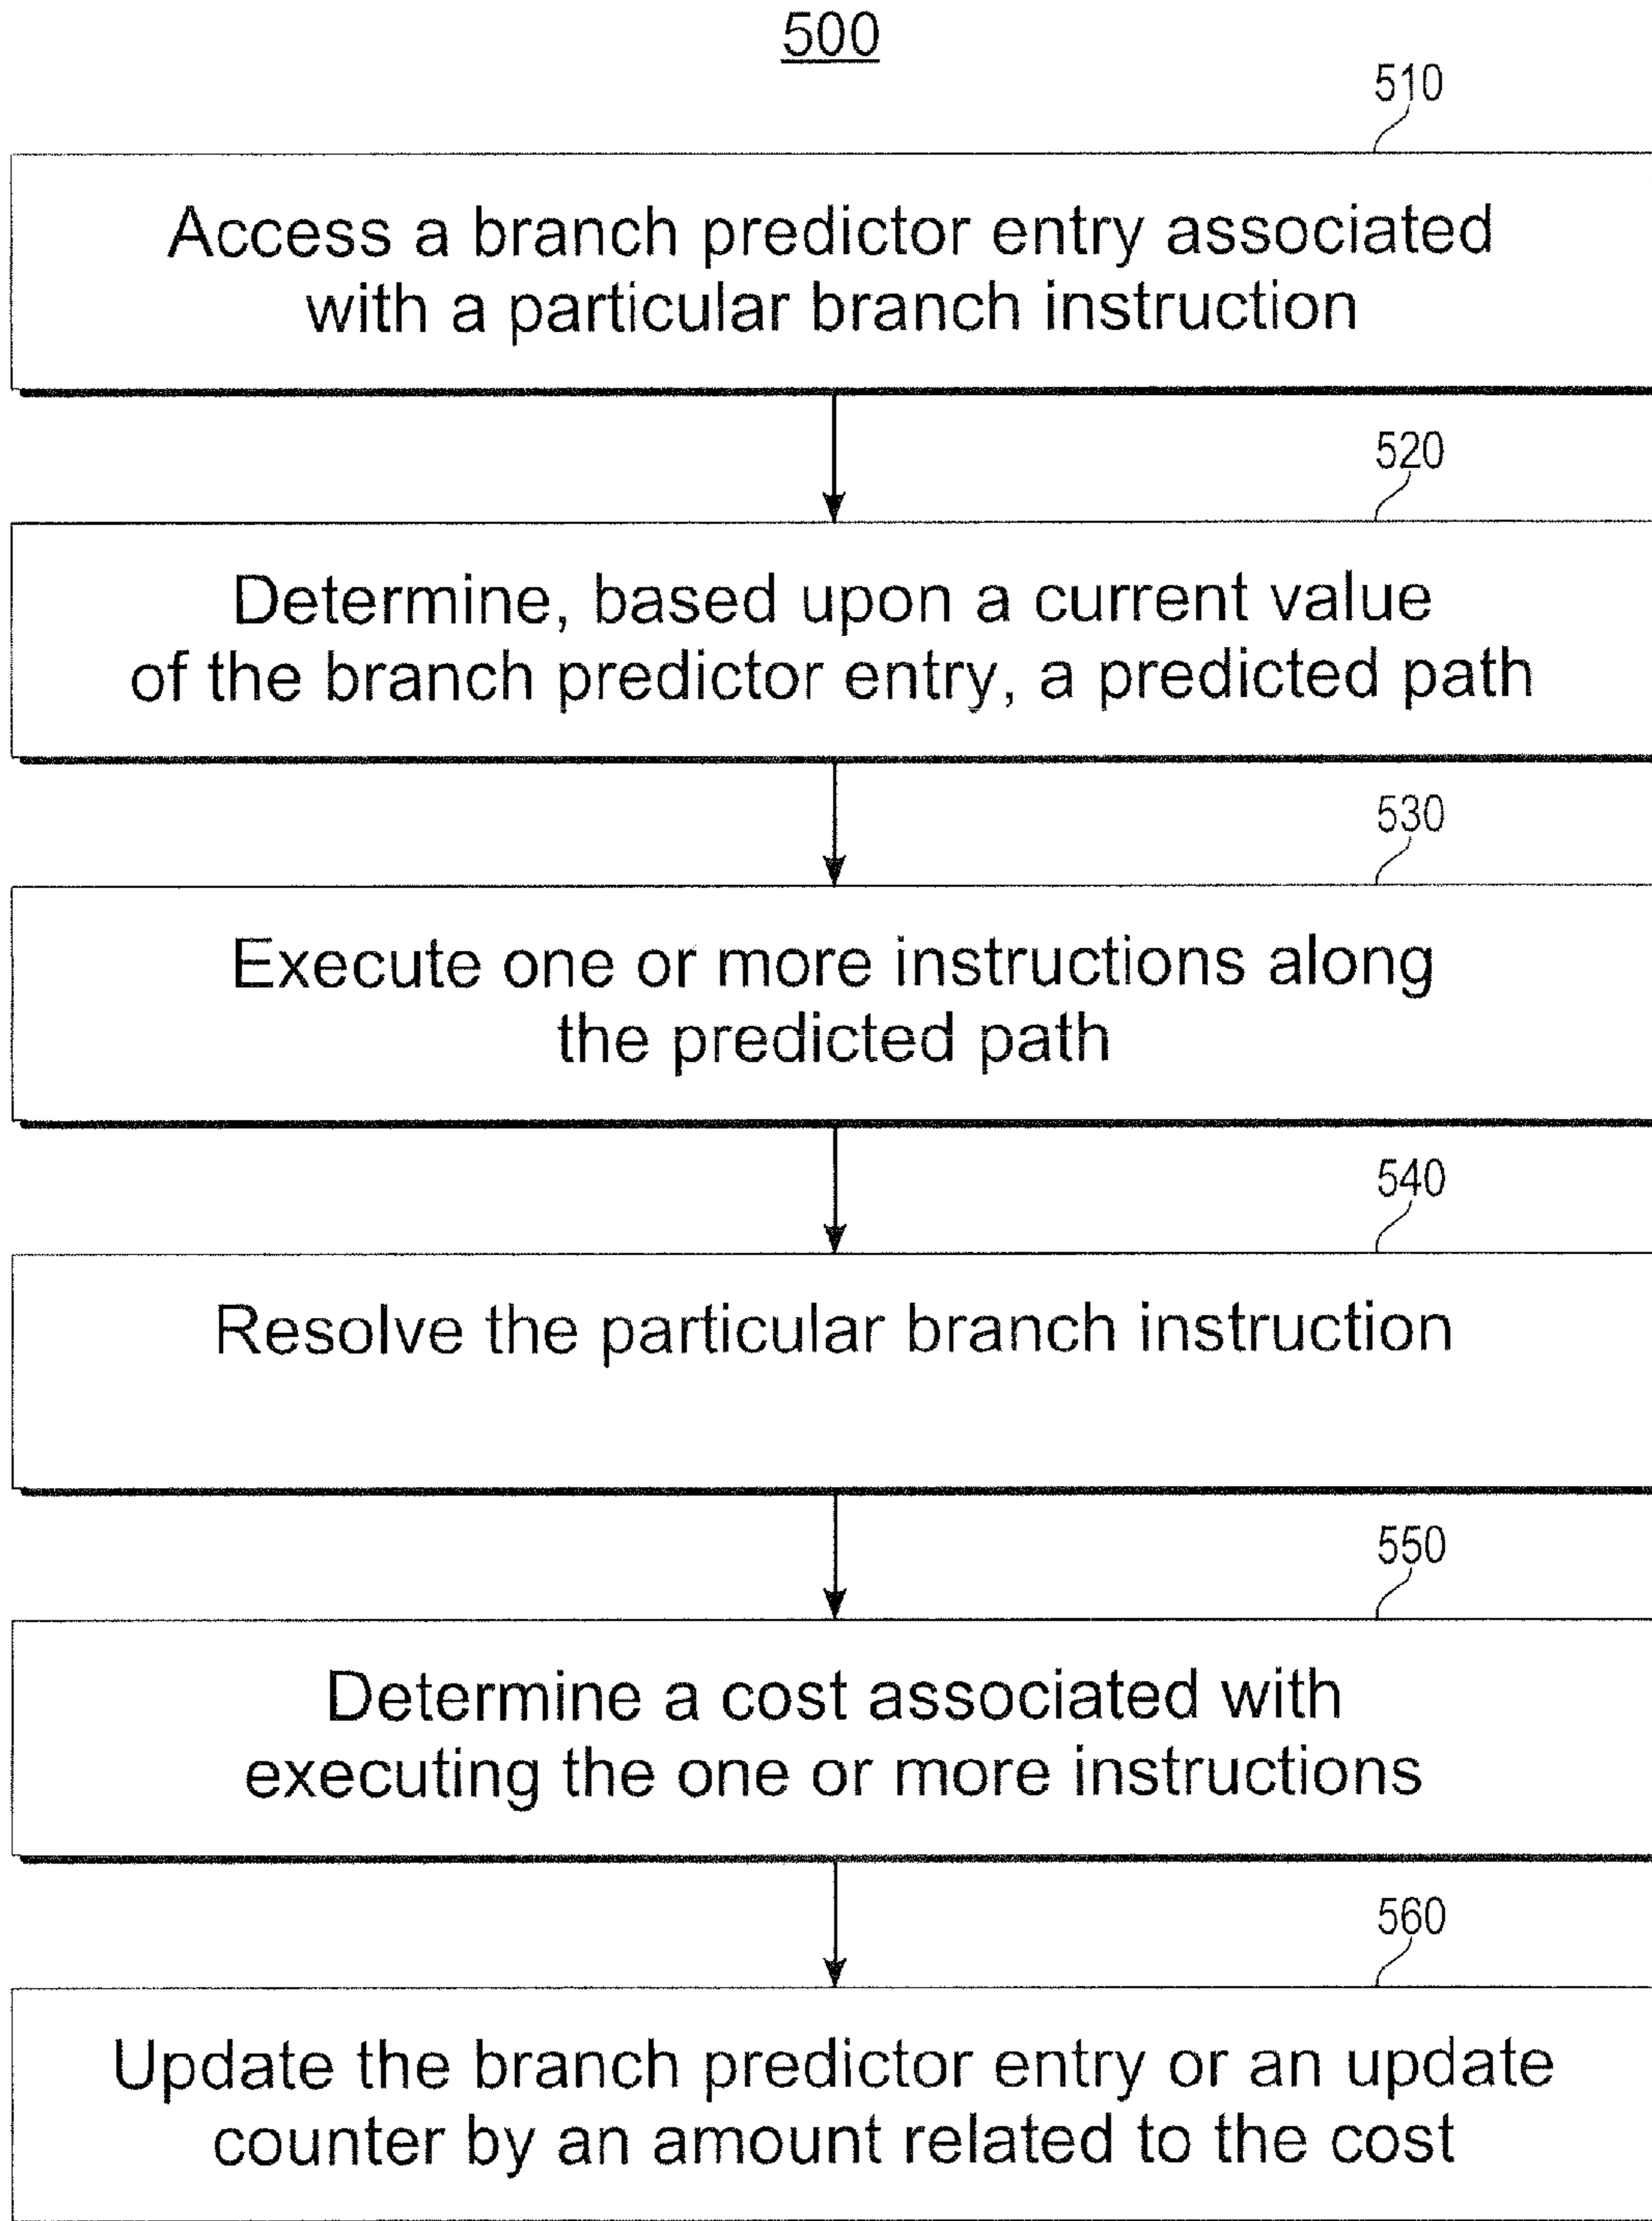 500
510
Access a branch predictor entry associated
with a particular branch instruction
520
Determine, based upon a current value
of the branch predictor entry, a predicted path
530
Execute one or more instructions along
the predicted path
540
Resolve the particular branch instruction
550
Determine a cost associated with
executing the one or more instructions
560
Update the branch predictor entry or an update
counter by an amount related to the cost